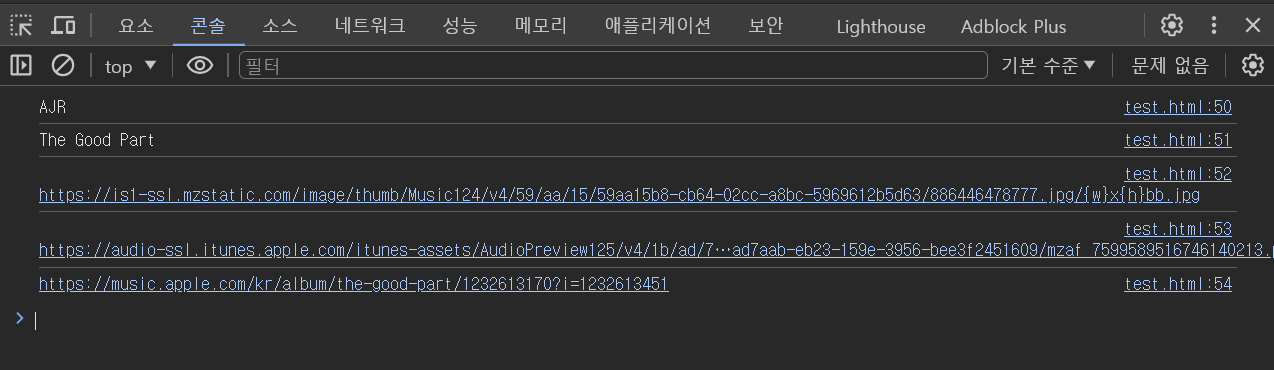 요소 콘솔 소스 네트워크 성능 메모리 애플리케이션 보안 Lighthouse Adblock Plus
top 필터 기본 수준 문제 없음
AJR test.html:50
The Good Part test.html:51
test.html:52
https://is1-ssl.mzstatic.com/image/thumb/Music124/v4/59/aa/15/59aa15b8-cb64-02cc-a8bc-5969612b5d63/886446478777.jpg/{w}x{h}bb.jpg
test.html:53
https://audio-ssl.itunes.apple.com/itunes-assets/AudioPreview125/v4/1b/ad/7…ad7aab-eb23-159e-3956-bee3f2451609/mzaf_7599589516746140213.
https://music.apple.com/kr/album/the-good-part/1232613170?i=1232613451 test.html:54
>